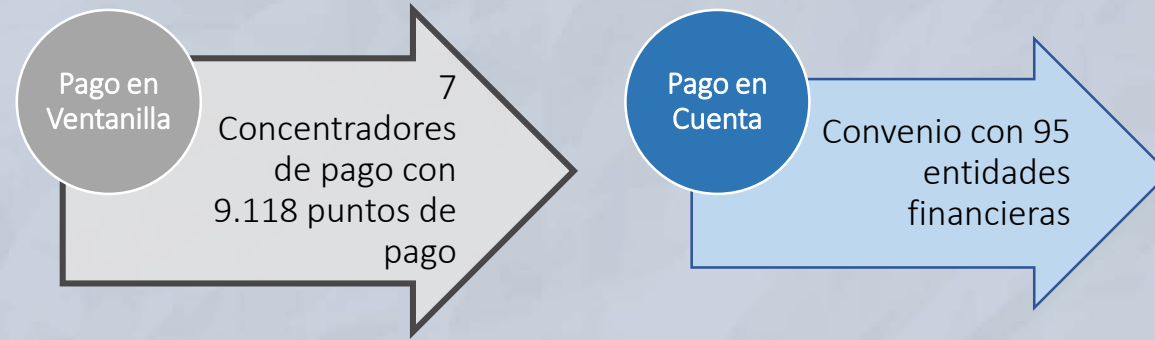 Pago en
Ventanilla
7
Concentradores
de pago con
9.118 puntos de
pago
Pago en
Cuenta
Convenio con 95
entidades
financieras